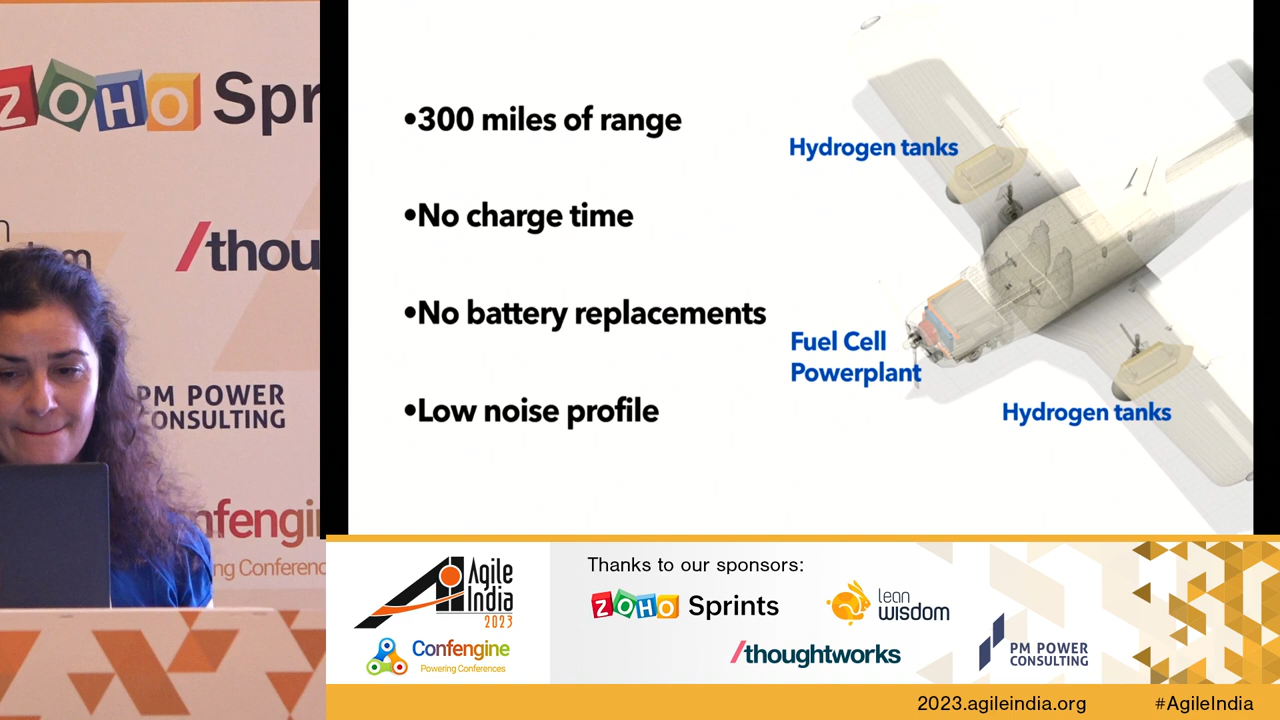 ZOHO Spr
/thou
PM POWER
CONSULTING
nfengi
ng Conferenc
•300 miles of range
•No charge time
•No battery replacements
•Low noise profile
Hydrogen tanks
Fuel Cell
Powerplant
Hydrogen tanks
Agile
India
2023
Confengine
Powering Conferences
Thanks to our sponsors:
ZOHO Sprints
lean
wisdom
/thoughtworks
PM POWER
CONSULTING
2023.agileindia.org
#AgileIndia